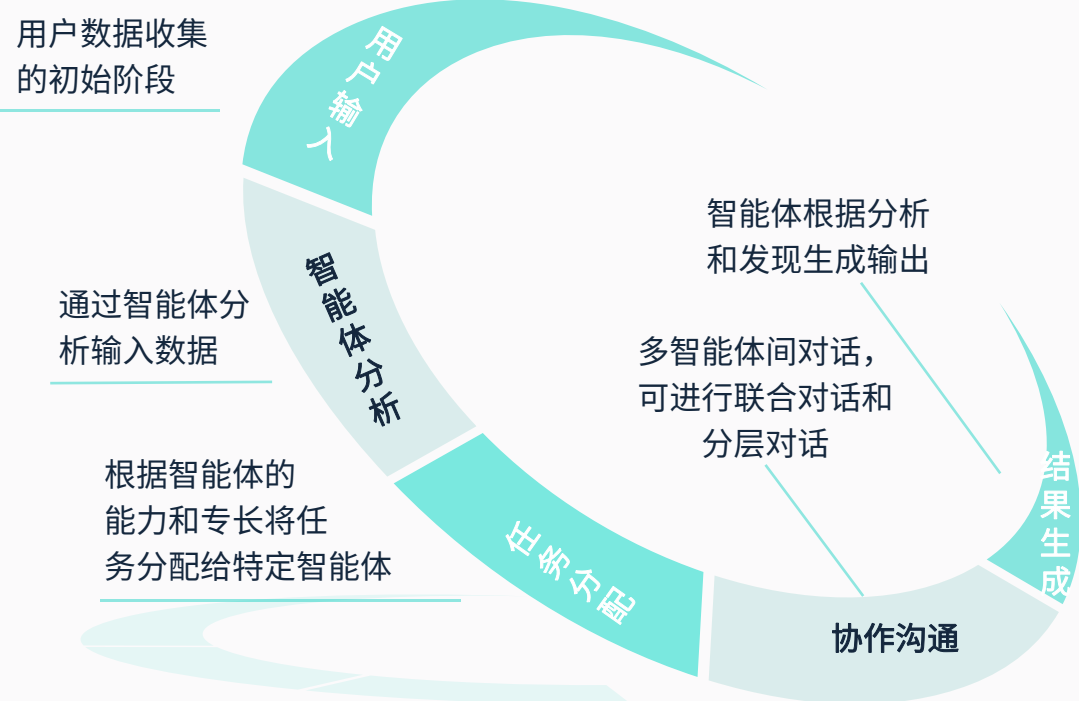 用户数据收集
的初始阶段
用户输入
通过智能体分
析输入数据
智能体分析
根据智能体的
能力和专长将任
务分配给特定智能体
任务分配
多智能体间对话，
可进行联合对话和
分层对话
协作沟通
智能体根据分析
和发现生成输出
结果生成